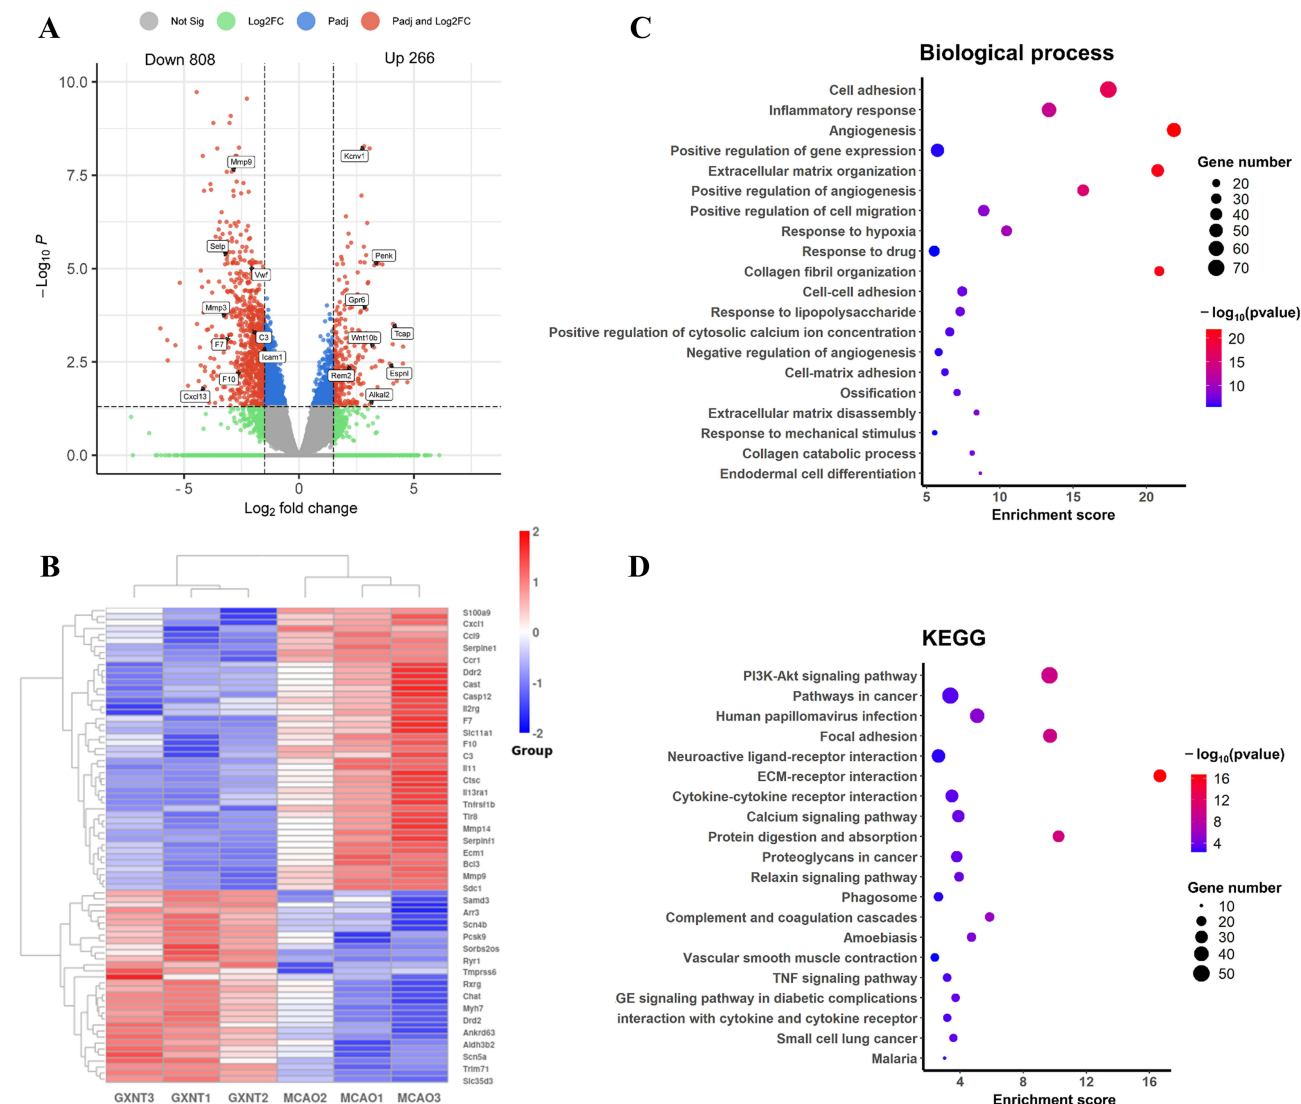 A
Not Sig Log2FC Padj Padj and Log2FC
Down 808 Up 266
10.0
7.5
5.0
2.5
0.0
−Log10 P
Mmp9
Kcnv1
Selp
Penk
Vwf
Gpr6
Mmp3
Tcap
C3
Wnt10b
F7
Icam1
F10
Rem2
Espnl
Cxcl13
Alkal2
-5 0 5
Log2 fold change
B
2
1
0
-1
-2
Group
S100a9
Cxcl1
Ccl9
Serpine1
Ccr1
Ddr2
Cast
Casp12
Il2rg
F7
Slc11a1
F10
C3
Il11
Ctsc
Il13ra1
Tnfrsf1b
Tlr8
Mmp14
Serpinf1
Ecm1
Bcl3
Mmp9
Sdc1
Samd3
Arr3
Scn4b
Pcsk9
Sorbs2os
Ryr1
Tmprss6
Rxrg
Chat
Myh7
Drd2
Ankrd63
Aldh3b2
Scn5a
Trim71
Slc35d3
GXNT3 GXNT1 GXNT2 MCAO2 MCAO1 MCAO3
C
Biological process
Cell adhesion
Inflammatory response
Angiogenesis
Positive regulation of gene expression
Extracellular matrix organization
Positive regulation of angiogenesis
Positive regulation of cell migration
Response to hypoxia
Response to drug
Collagen fibril organization
Cell-cell adhesion
Response to lipopolysaccharide
Positive regulation of cytosolic calcium ion concentration
Negative regulation of angiogenesis
Cell-matrix adhesion
Ossification
Extracellular matrix disassembly
Response to mechanical stimulus
Collagen catabolic process
Endodermal cell differentiation
5 10 15 20
Enrichment score
Gene number
20
30
40
50
60
70
−log10(pvalue)
20
15
10
D
KEGG
PI3K-Akt signaling pathway
Pathways in cancer
Human papillomavirus infection
Focal adhesion
Neuroactive ligand-receptor interaction
ECM-receptor interaction
Cytokine-cytokine receptor interaction
Calcium signaling pathway
Protein digestion and absorption
Proteoglycans in cancer
Relaxin signaling pathway
Phagosome
Complement and coagulation cascades
Amoebiasis
Vascular smooth muscle contraction
TNF signaling pathway
GE signaling pathway in diabetic complications
interaction with cytokine and cytokine receptor
Small cell lung cancer
Malaria
4 8 12 16
Enrichment score
−log10(pvalue)
16
12
8
4
Gene number
10
20
30
40
50